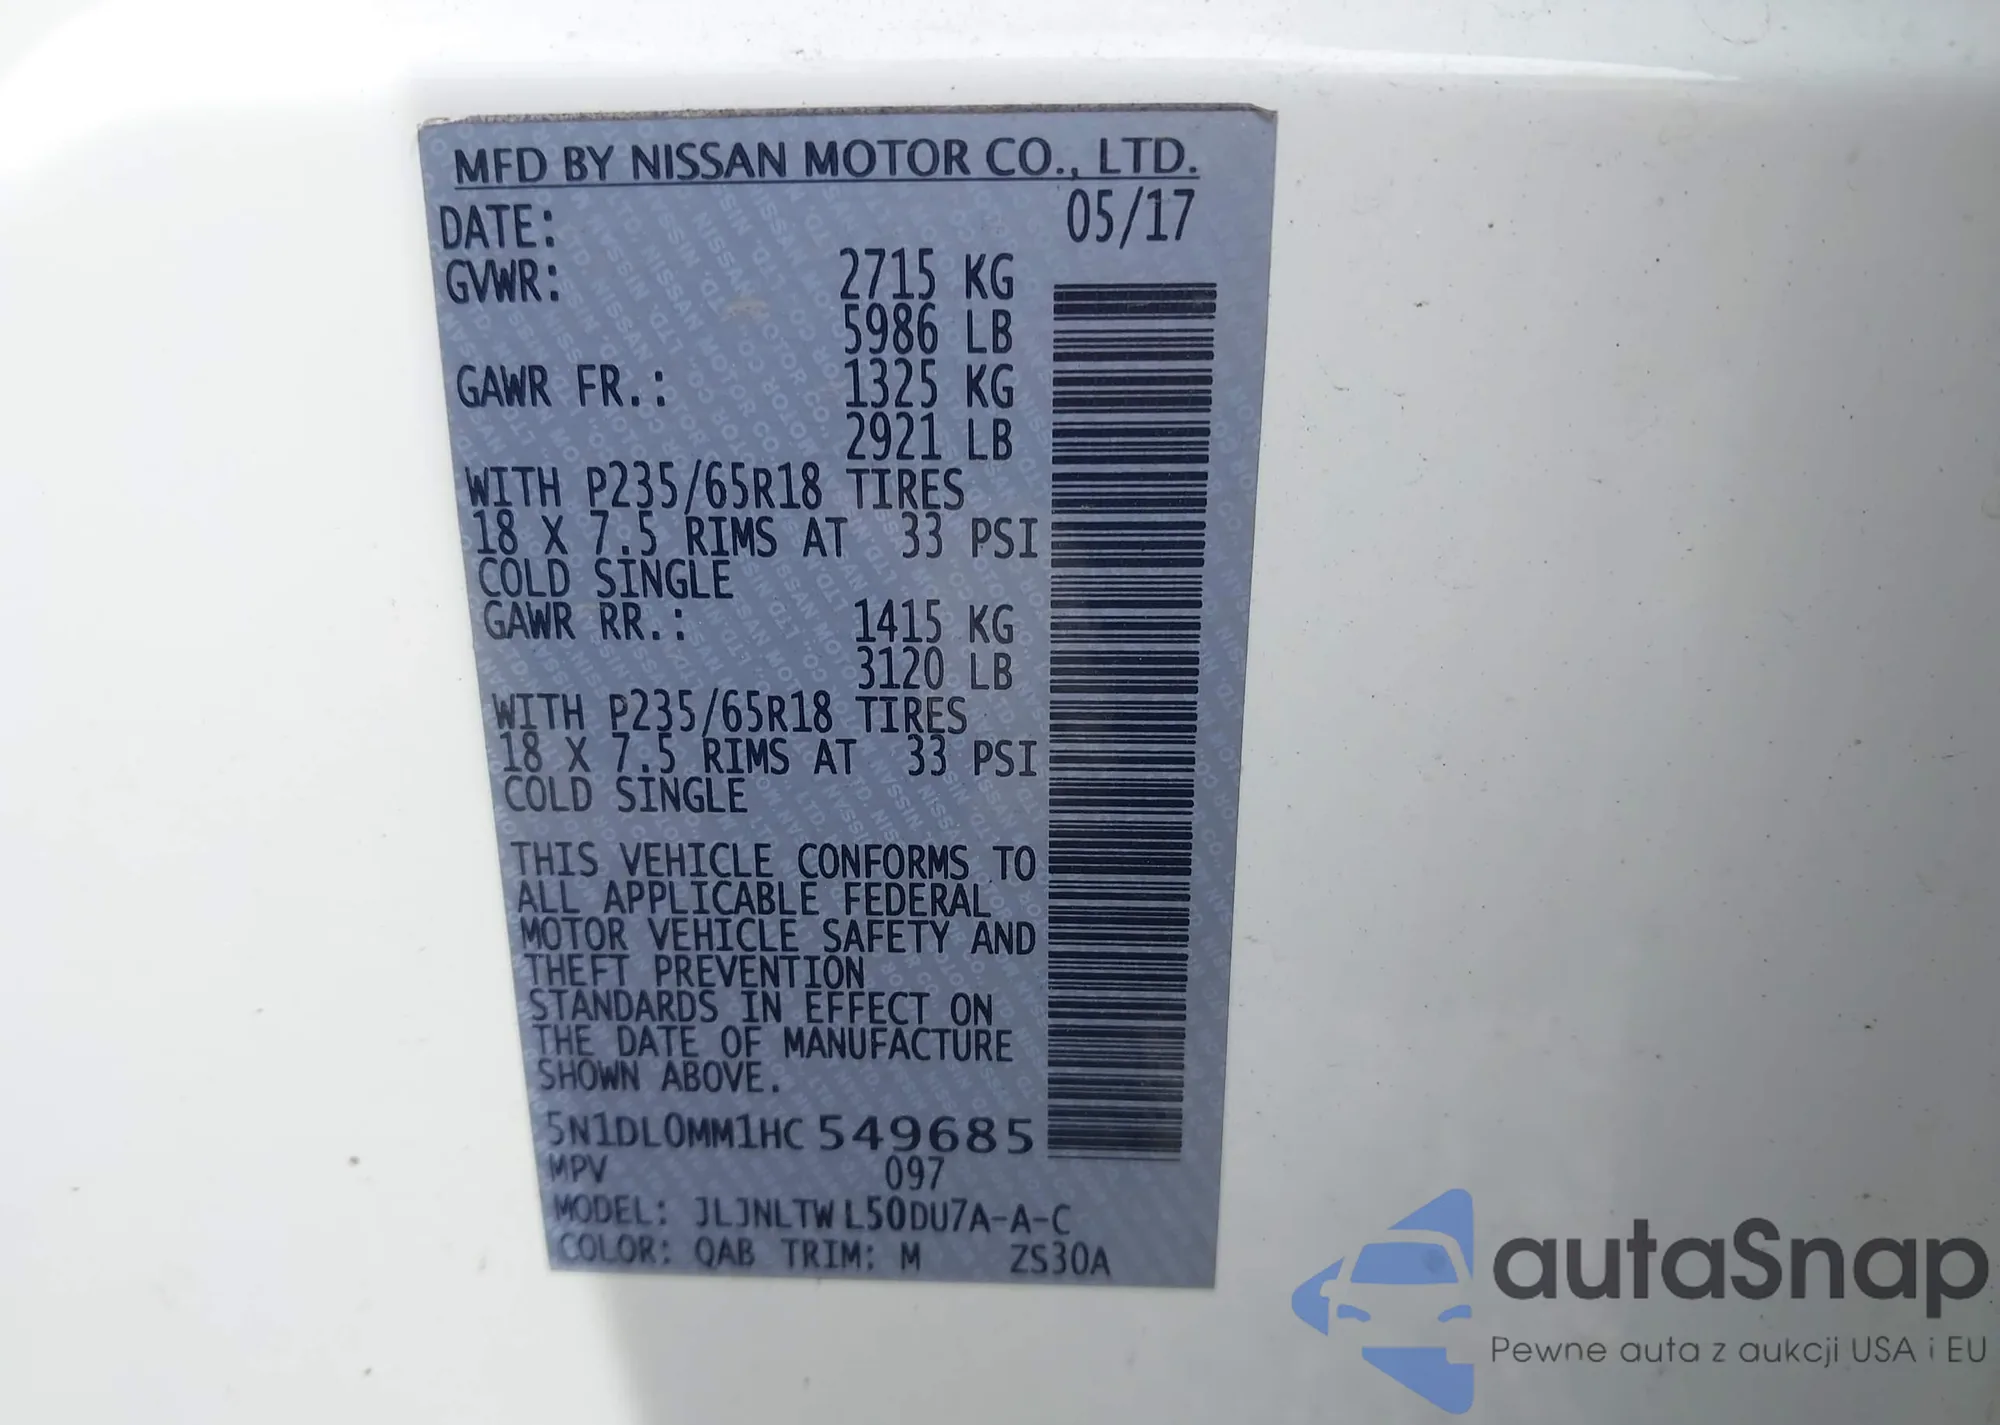 MFD BY NISSAN MOTOR CO., LTD.
DATE: 05/17
GVWR: 2715 KG
5986 LB
GAWR FR.: 1325 KG
2921 LB
WITH P235/65R18 TIRES
18 X 7.5 RIMS AT 33 PSI
COLD SINGLE
GAWR RR.: 1415 KG
3120 LB
WITH P235/65R18 TIRES
18 X 7.5 RIMS AT 33 PSI
COLD SINGLE
THIS VEHICLE CONFORMS TO
ALL APPLICABLE FEDERAL
MOTOR VEHICLE SAFETY AND
THEFT PREVENTION
STANDARDS IN EFFECT ON
THE DATE OF MANUFACTURE
SHOWN ABOVE.
5N1DL0MM1HC549685
MPV 097
MODEL: JLJNLTW L50DU7A-A-C
COLOR: QAB TRIM: M ZS30A
autoSnap
Pewne auta z aukcji USA i EU